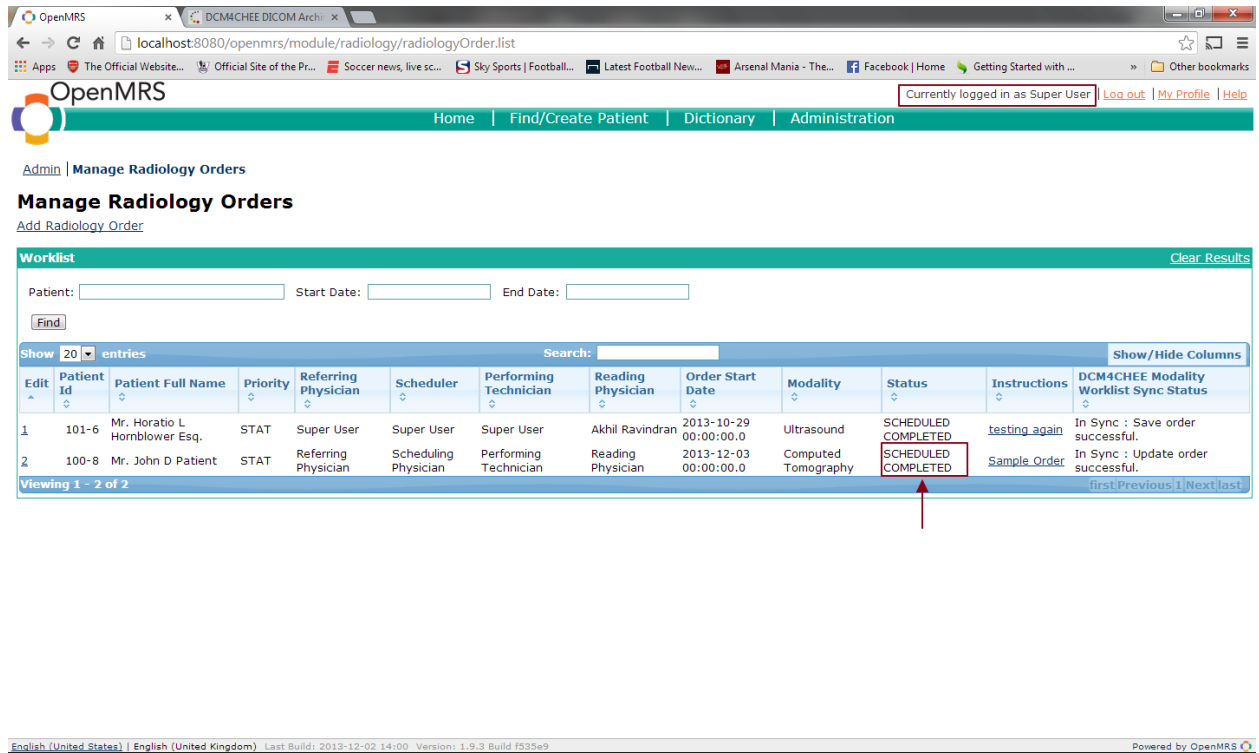 OpenMRS
DCM4CHEE DICOM Archi
localhost:8080/openmrs/module/radiology/radiologyOrder.list
Apps The Official Website... Official Site of the Pr... Soccer news, live sc... Sky Sports | Football... Latest Football New... Arsenal Mania - The... Facebook | Home Getting Started with ... » Other bookmarks
OpenMRS
Currently logged in as Super User | Log out | My Profile | Help
Home | Find/Create Patient | Dictionary | Administration
Admin | Manage Radiology Orders
Manage Radiology Orders
Add Radiology Order
Worklist Clear Results
Patient: Start Date: End Date:
Find
Show 20 entries Search: Show/Hide Columns
Edit Patient Id Patient Full Name Priority Referring Physician Scheduler Performing Technician Reading Physician Order Start Date Modality Status Instructions DCM4CHEE Modality Worklist Sync Status
1 101-6 Mr. Horatio L Hornblower Esq. STAT Super User Super User Super User Akhil Ravindran 2013-10-29 00:00:00.0 Ultrasound SCHEDULED COMPLETED testing again In Sync : Save order successful.
2 100-8 Mr. John D Patient STAT Referring Physician Scheduling Physician Performing Technician Reading Physician 2013-12-03 00:00:00.0 Computed Tomography SCHEDULED COMPLETED Sample Order In Sync : Update order successful.
Viewing 1 - 2 of 2 first Previous 1 Next last
English (United States) | English (United Kingdom) Last Build: 2013-12-02 14:00 Version: 1.9.3 Build f535e9 Powered by OpenMRS